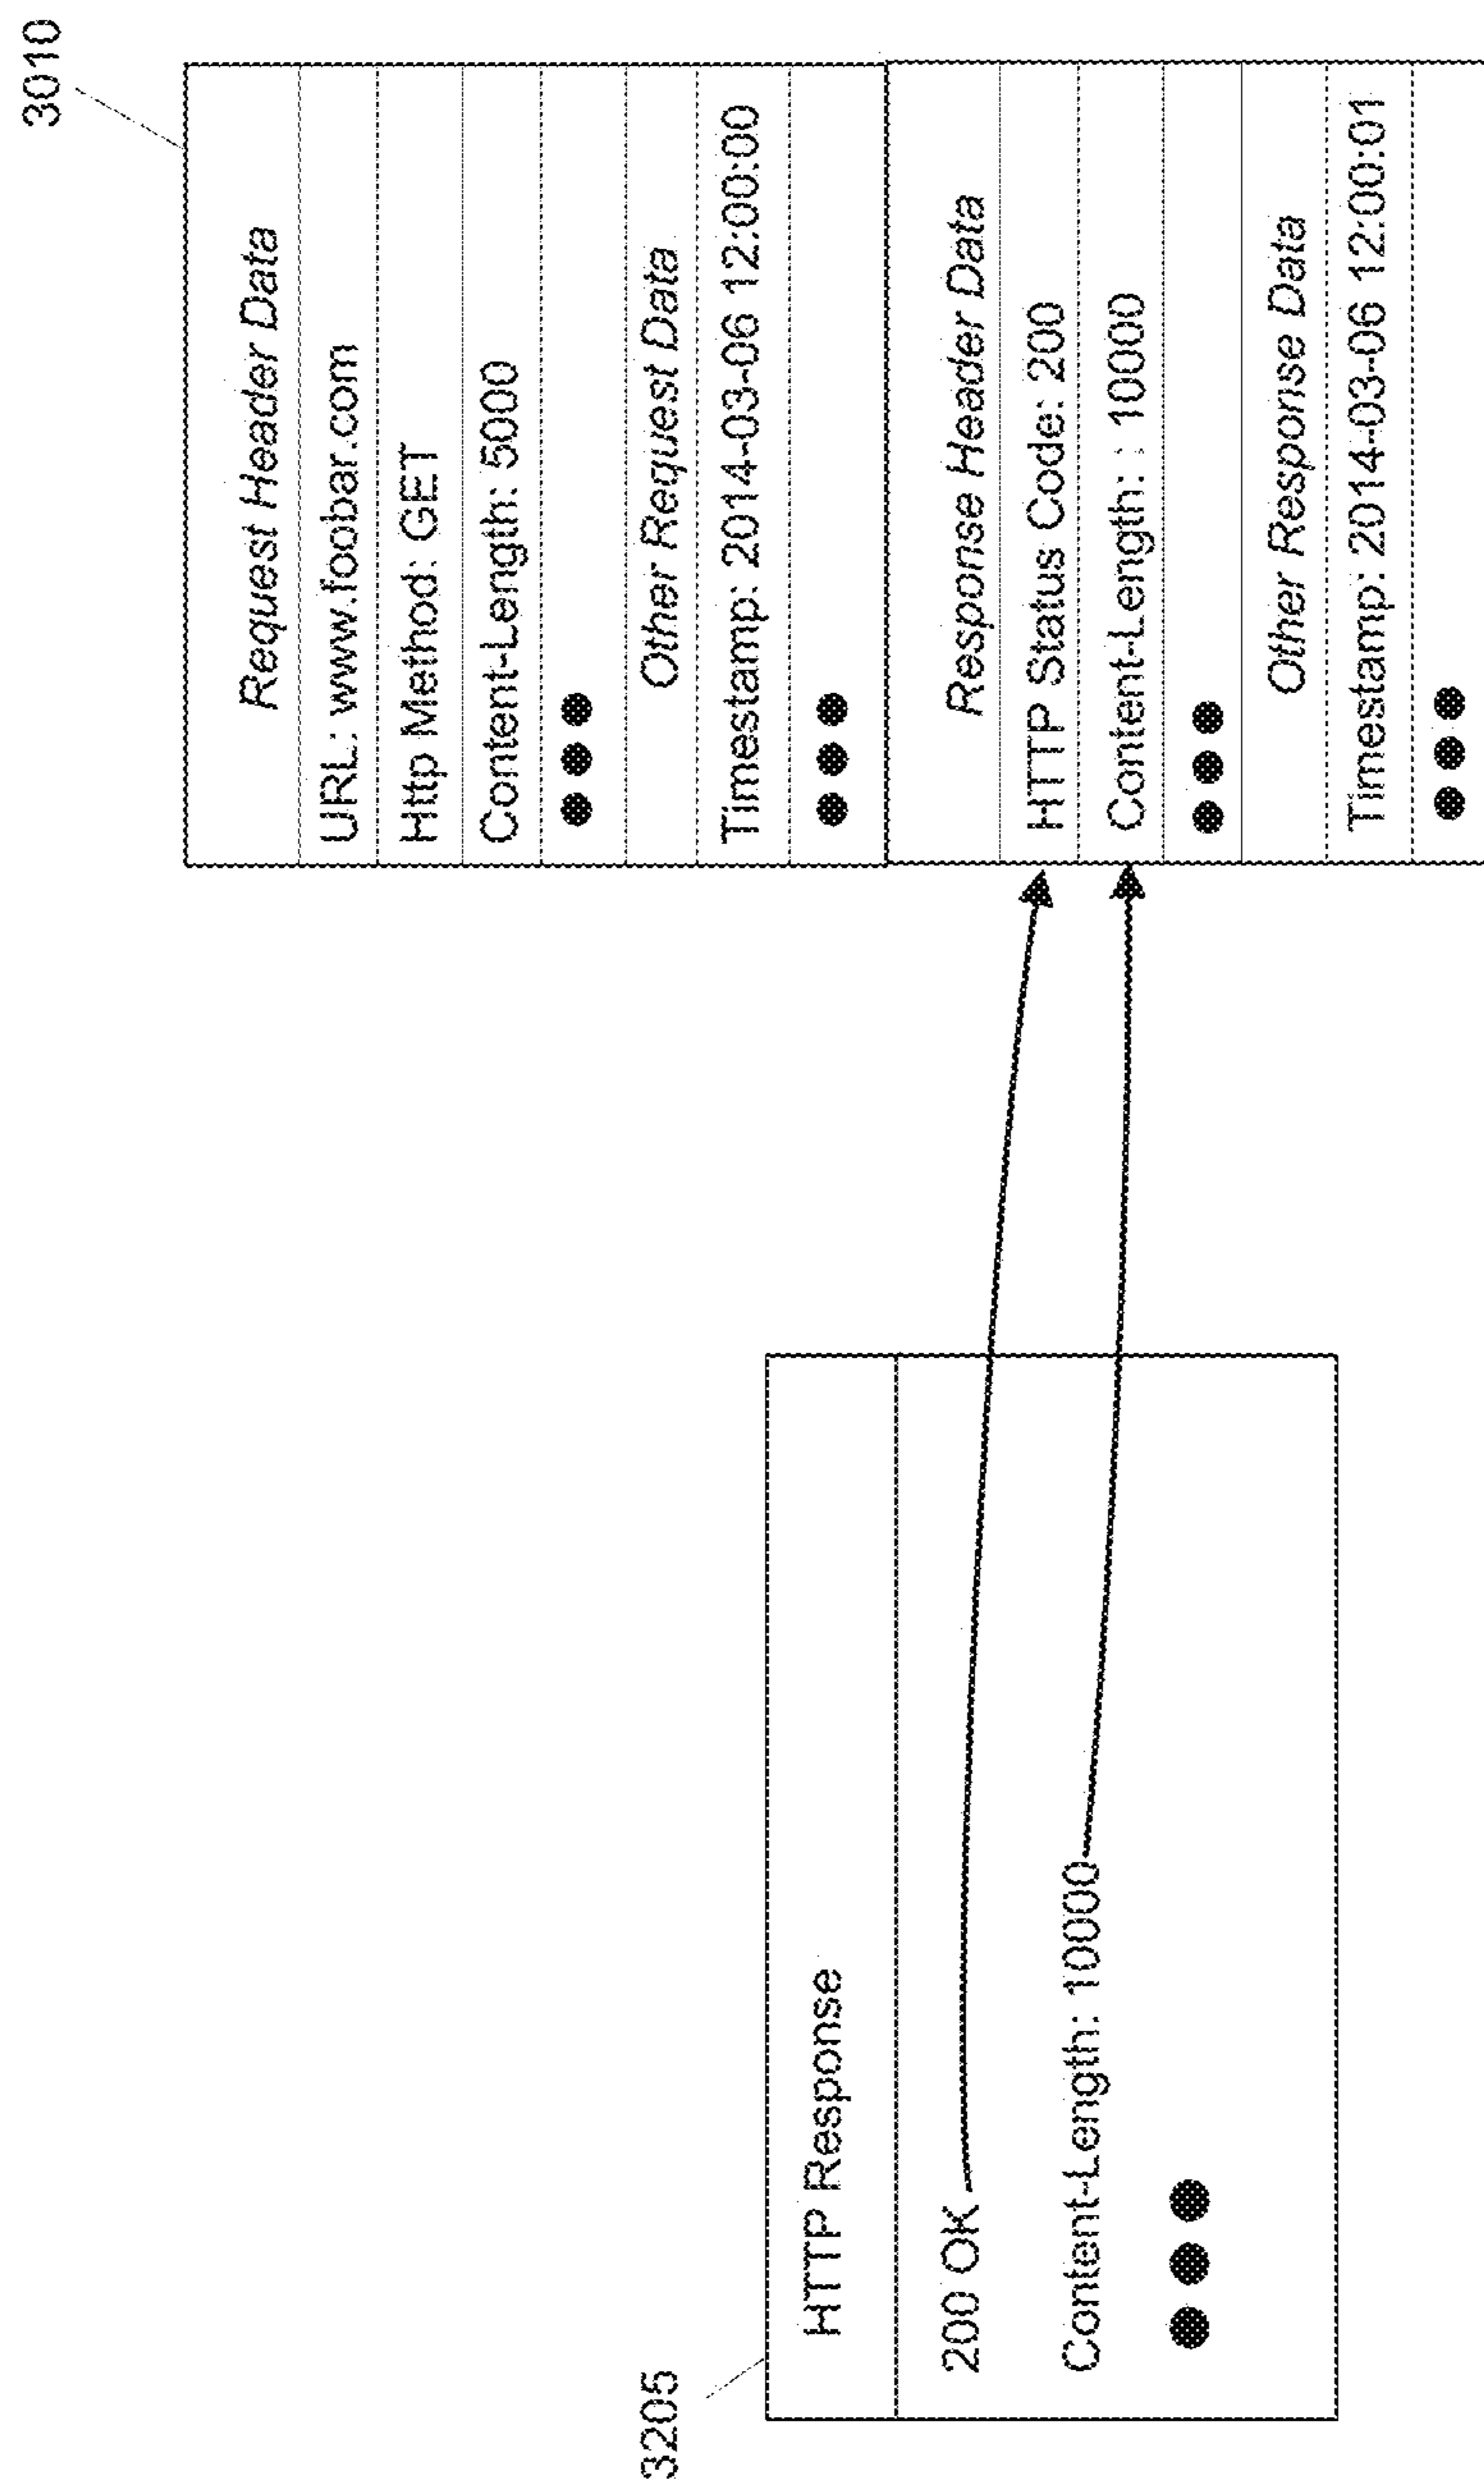 3205
HTTP Response
200 OK
Content-Length: 10000
3010
Request Header Data
URL: www.foobar.com
Http Method: GET
Content-Length: 5000
Other Request Data
Timestamp: 2014-03-06 12:00:00
Response Header Data
HTTP Status Code: 200
Content-Length: : 10000
Other Response Data
Timestamp: 2014-03-06 12:00:01